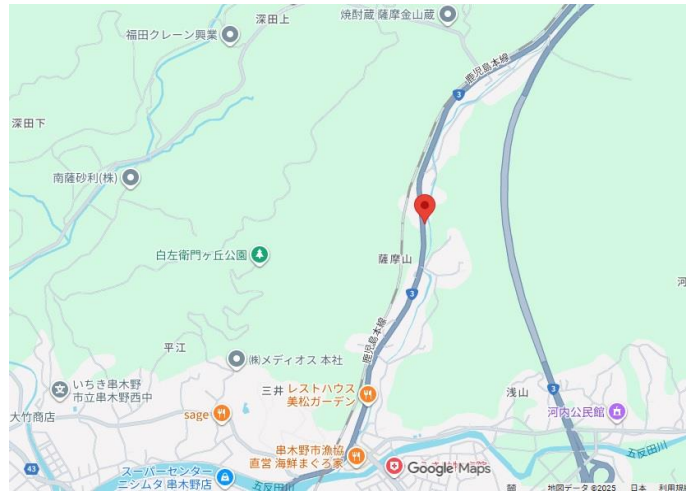 焼酎蔵 薩摩金山蔵
深田上
福田クレーン興業
鹿児島本線
3
深田下
南薩砂利(株)
白左衛門ヶ丘公園
薩摩山
3
鹿児島本線
平江
㈱メディオス 本社
いちき串木野
市立串木野西中
三井
レストハウス
美松ガーデン
浅山
3
大竹商店
sage
河内公民館
串木野市漁協
直営 海鮮まぐろ家
五反田川
Google Maps
43
スーパーセンター
ニシムタ 串木野店
五反田川
地図データ ©2025
日本